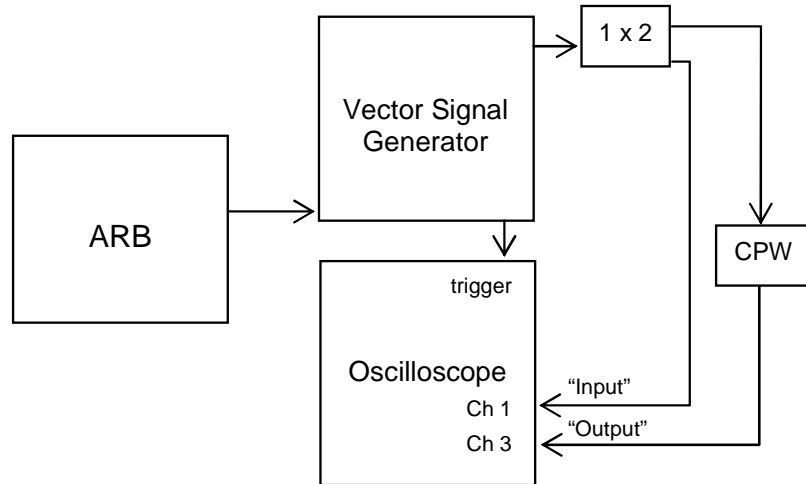 1 x 2
Vector Signal
Generator
ARB
CPW
trigger
Oscilloscope
“Input”
Ch 1
“Output”
Ch 3